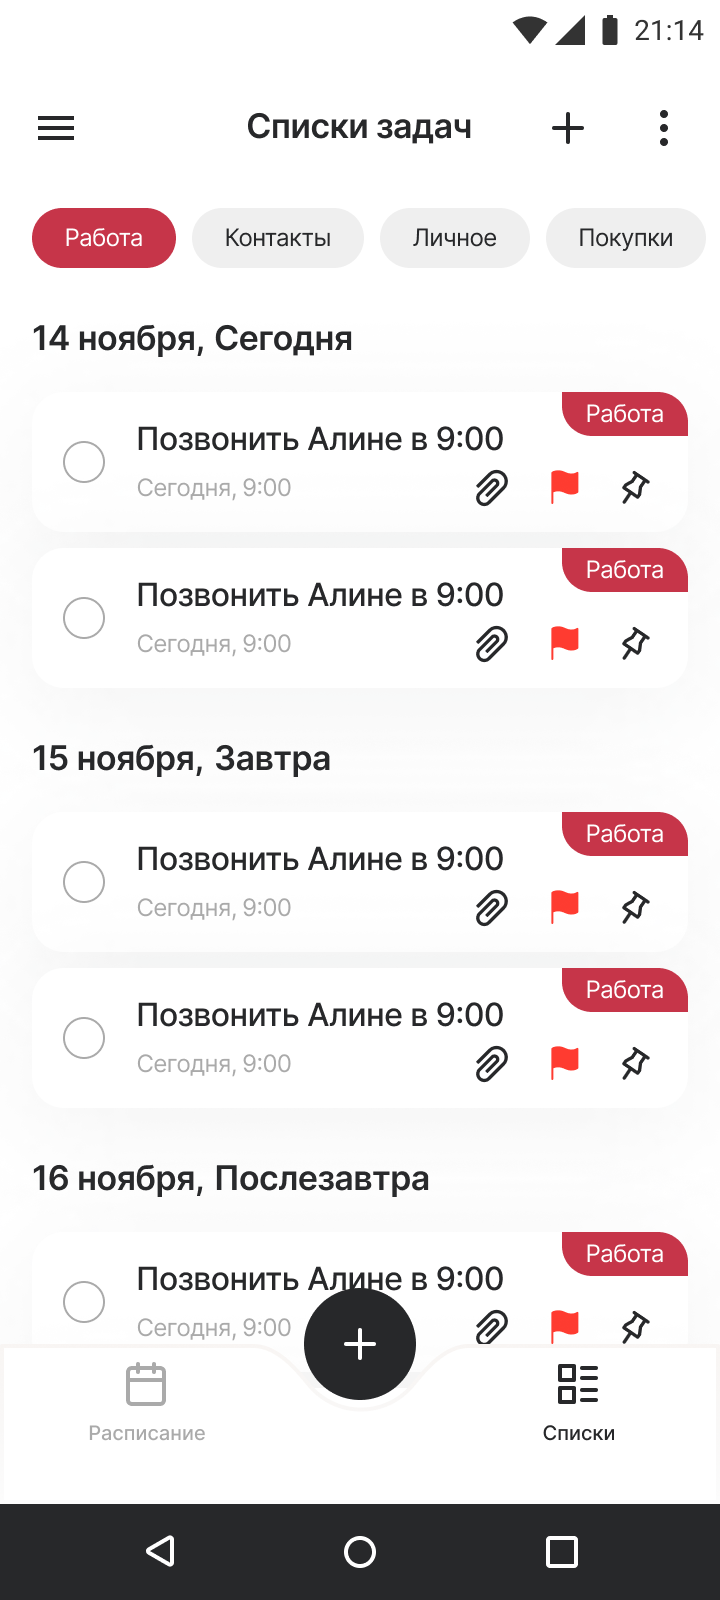 21:14
Списки задач
Работа Контакты Личное Покупки
14 ноября, Сегодня
Работа
Позвонить Алине в 9:00
Сегодня, 9:00
Работа
Позвонить Алине в 9:00
Сегодня, 9:00
15 ноября, Завтра
Работа
Позвонить Алине в 9:00
Сегодня, 9:00
Работа
Позвонить Алине в 9:00
Сегодня, 9:00
16 ноября, Послезавтра
Работа
Позвонить Алине в 9:00
Сегодня, 9:00
Расписание Списки